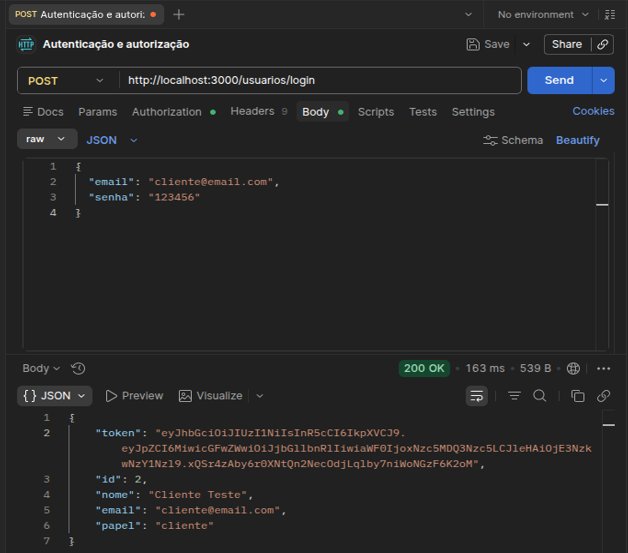 POST Autenticação e autori: No environment
HTTP Autenticação e autorização Save Share
POST http://localhost:3000/usuarios/login Send
Docs Params Authorization Headers 9 Body Scripts Tests Settings Cookies
raw JSON Schema Beautify
1 {
2 "email": "cliente@email.com",
3 "senha": "123456"
4 }
Body 200 OK 163 ms 539 B
{} JSON Preview Visualize
1 {
2 "token": "eyJhbGciOiJIUzI1NiIsInR5cCI6IkpXVCJ9.
eyJpZCI6MiwicGFwZWwiOiJjbGllbnRlIiwiaWF0IjoxNzc5MDQ3Nzc5LCJleHAiOjE3Nzk
wNzY1Nzl9.xQSr4zAby6r0XNtQn2NecOdjLqlby7niWoNGzF6K2oM",
3 "id": 2,
4 "nome": "Cliente Teste",
5 "email": "cliente@email.com",
6 "papel": "cliente"
7 }